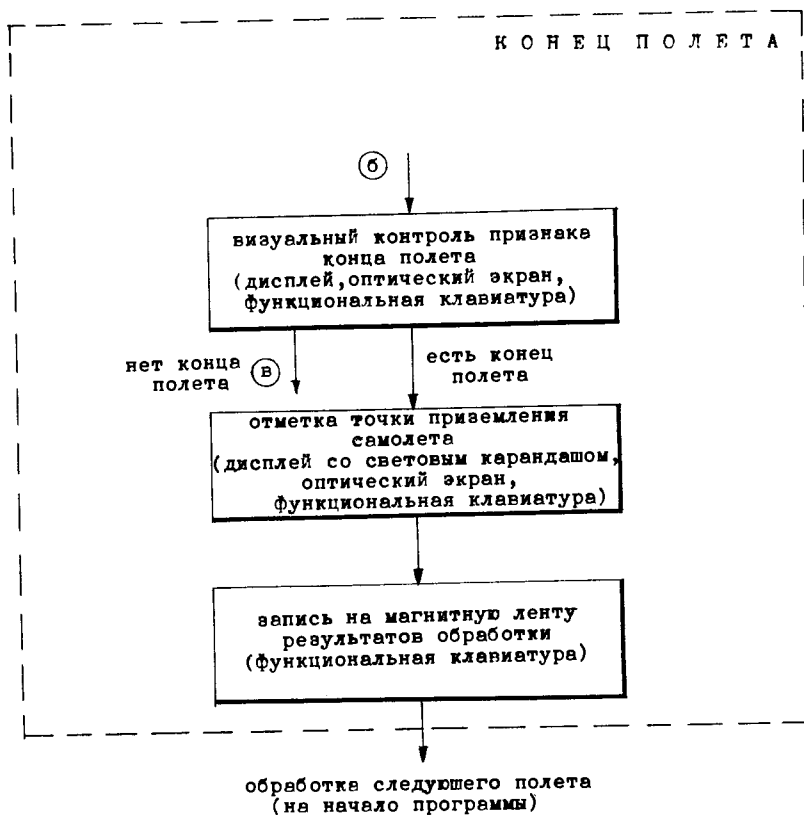 КОНЕЦ ПОЛЕТА
б
визуальный контроль признака
конца полета
(дисплей,оптический экран,
функциональная клавиатура)
нет конца
полета
в
есть конец
полета
отметка точки приземления
самолета
(дисплей со световым карандашом,
оптический экран,
функциональная клавиатура)
запись на магнитную ленту
результатов обработки
(функциональная клавиатура)
обработка следуюшего полета
(на начало программы)